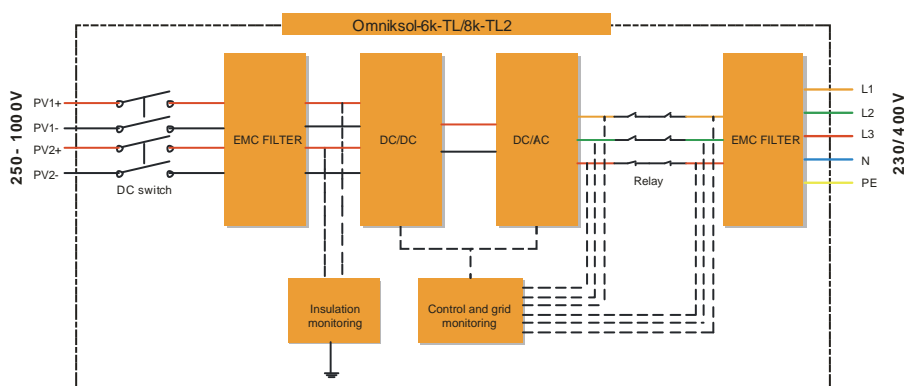 Omniksol-6k-TL/8k-TL2
250-1000V
PV1+
PV1-
PV2+
PV2-
DC switch
EMC FILTER
DC/DC
DC/AC
Relay
EMC FILTER
L1
L2
L3
N
PE
230/400V
Insulation
monitoring
Control and grid
monitoring